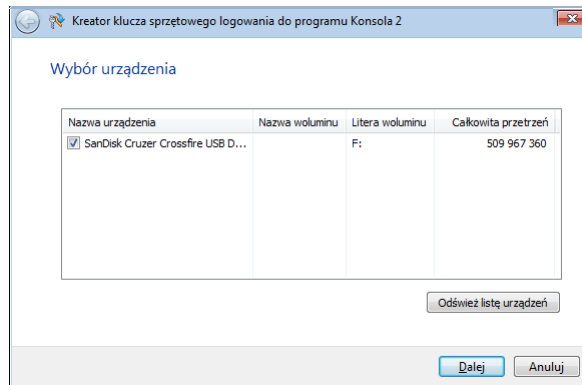 Kreator klucza sprzętowego logowania do programu Konsola 2
Wybór urządzenia
Nazwa urządzenia Nazwa woluminu Litera woluminu Całkowita przetrzeń
SanDisk Cruzer Crossfire USB D... F: 509 967 360
Odśwież listę urządzeń
Dalej Anuluj